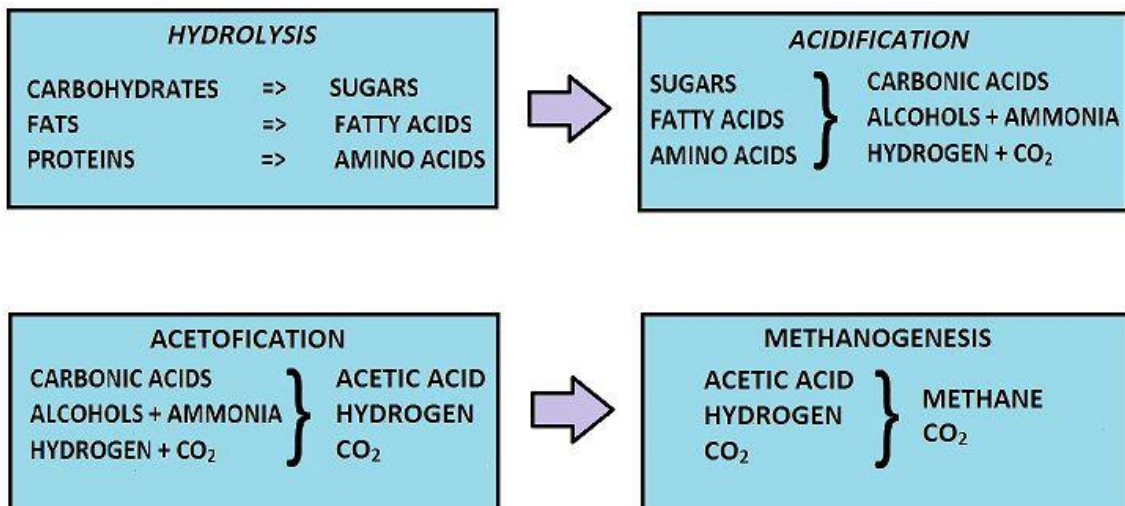 HYDROLYSIS
CARBOHYDRATES => SUGARS
FATS => FATTY ACIDS
PROTEINS => AMINO ACIDS
ACIDIFICATION
SUGARS } CARBONIC ACIDS
FATTY ACIDS ALCOHOLS + AMMONIA
AMINO ACIDS HYDROGEN + CO₂
ACETOFICATION
CARBONIC ACIDS } ACETIC ACID
ALCOHOLS + AMMONIA HYDROGEN
HYDROGEN + CO₂ CO₂
METHANOGENESIS
ACETIC ACID } METHANE
HYDROGEN CO₂
CO₂